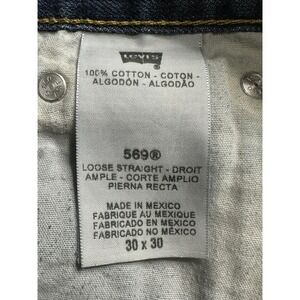 LEVI'S
100% COTTON - COTON -
ALGODÓN - ALGODÃO
569®
LOOSE STRAIGHT - DROIT
AMPLE - CORTE AMPLIO
PIERNA RECTA
MADE IN MEXICO
FABRIQUE AU MEXIQUE
FABRICADO EN MEXICO
FABRICADO NO MÉXICO
30 x 30